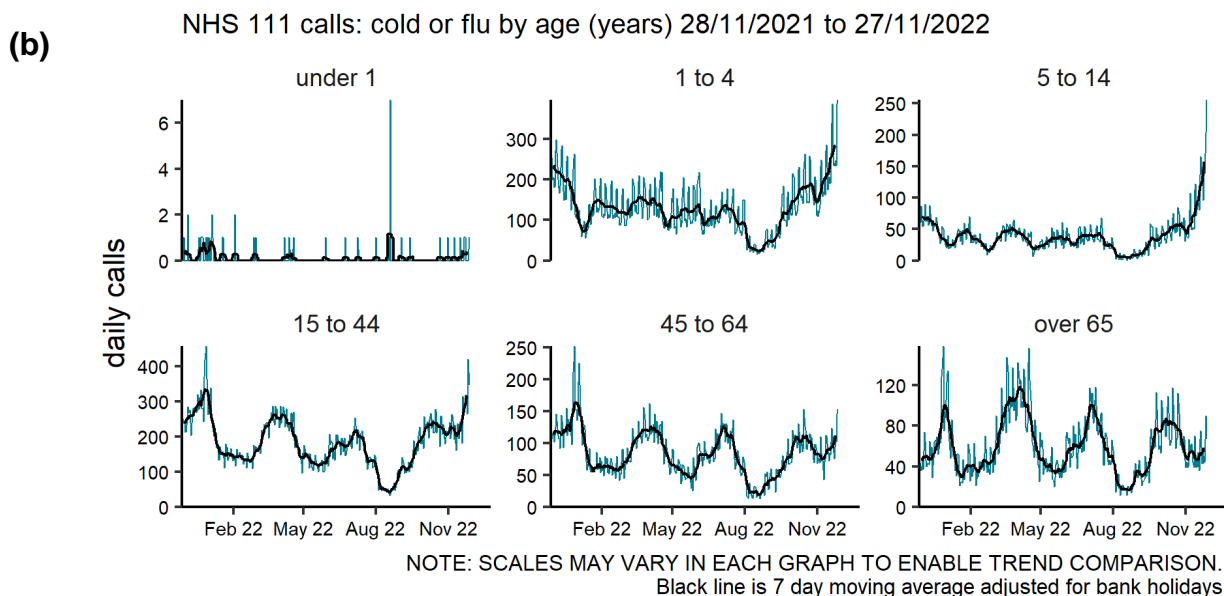 (b)
NHS 111 calls: cold or flu by age (years) 28/11/2021 to 27/11/2022
daily calls
under 1
6
4
2
0
1 to 4
300
200
100
0
5 to 14
250
200
150
100
50
0
15 to 44
400
300
200
100
0
Feb 22 May 22 Aug 22 Nov 22
45 to 64
250
200
150
100
50
0
Feb 22 May 22 Aug 22 Nov 22
over 65
120
80
40
0
Feb 22 May 22 Aug 22 Nov 22
NOTE: SCALES MAY VARY IN EACH GRAPH TO ENABLE TREND COMPARISON.
Black line is 7 day moving average adjusted for bank holidays